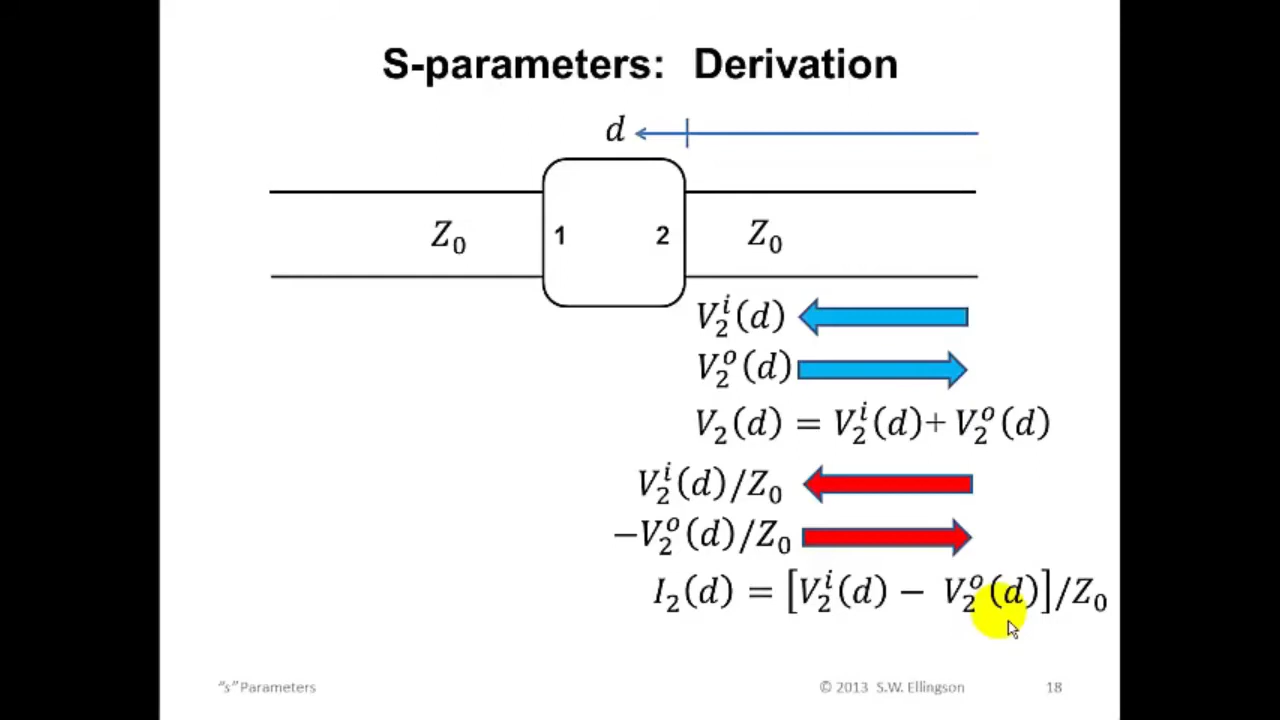 S-parameters: Derivation
d
Z₀ 1 2 Z₀
V₂ⁱ(d)
V₂ᵒ(d)
V₂(d) = V₂ⁱ(d)+ V₂ᵒ(d)
V₂ⁱ(d)/Z₀
−V₂ᵒ(d)/Z₀
I₂(d) = [V₂ⁱ(d) − V₂ᵒ(d)]/Z₀
"s" Parameters © 2013 S.W. Ellingson 18